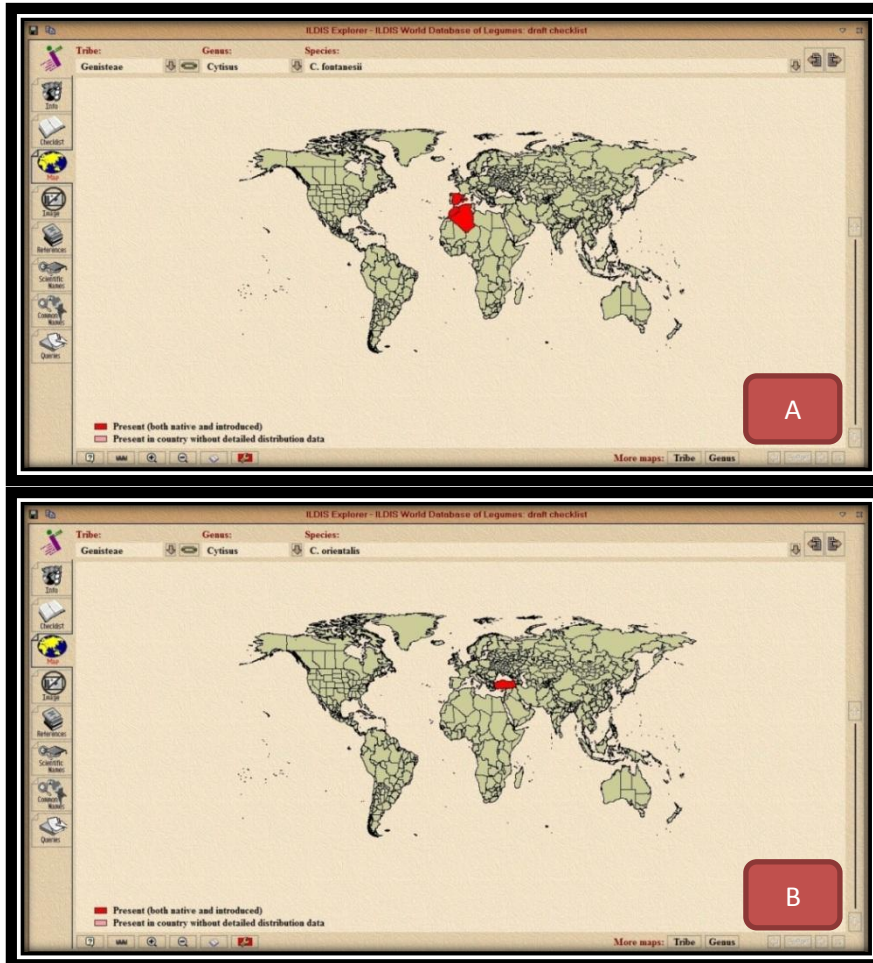 ILDIS Explorer - ILDIS World Database of Legumes: draft checklist
Tribe: Genus: Species:
Genisteae Cytisus C. fontanesii
Info
Checklist
Map
Image
References
Scientific Names
Common Names
Queries
A
Present (both native and introduced)
Present in country without detailed distribution data
More maps: Tribe Genus
ILDIS Explorer - ILDIS World Database of Legumes: draft checklist
Tribe: Genus: Species:
Genisteae Cytisus C. orientalis
Info
Checklist
Map
Image
References
Scientific Names
Common Names
Queries
B
Present (both native and introduced)
Present in country without detailed distribution data
More maps: Tribe Genus